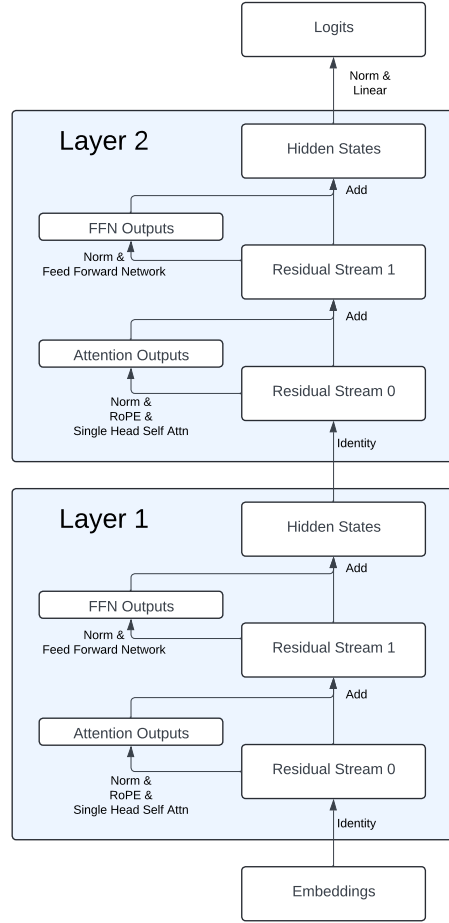 Logits
Norm &
Linear
Layer 2
Hidden States
Add
FFN Outputs
Norm &
Feed Forward Network
Residual Stream 1
Add
Attention Outputs
Residual Stream 0
Norm &
RoPE &
Single Head Self Attn
Identity
Layer 1
Hidden States
Add
FFN Outputs
Norm &
Feed Forward Network
Residual Stream 1
Add
Attention Outputs
Residual Stream 0
Norm &
RoPE &
Single Head Self Attn
Identity
Embeddings